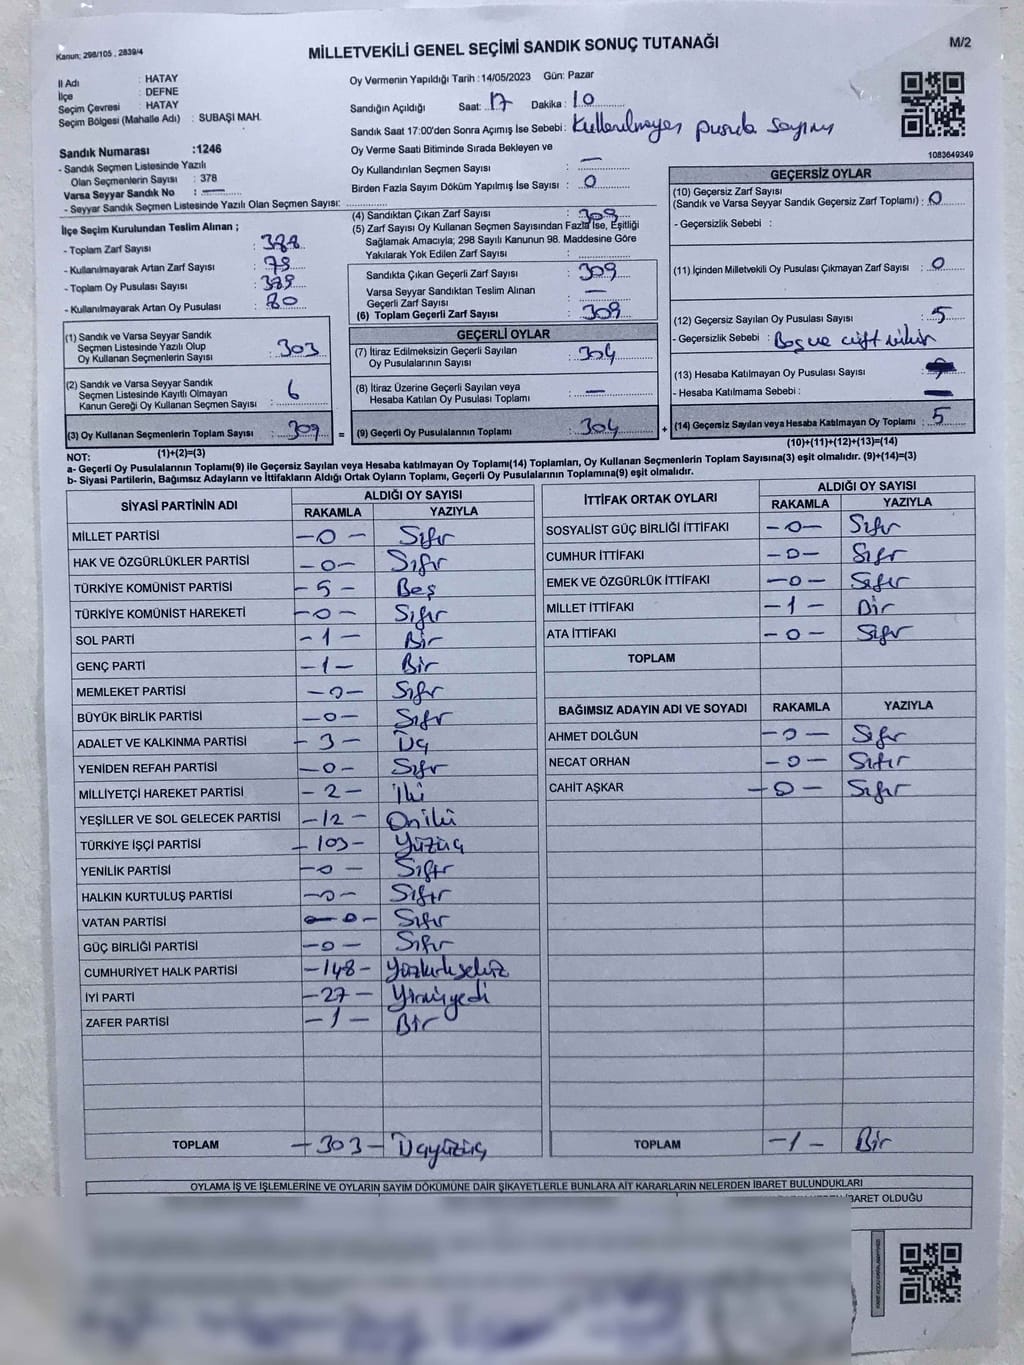 Kanun; 298/105 , 2839/4
MİLLETVEKİLİ GENEL SEÇİMİ SANDIK SONUÇ TUTANAĞI
M/2
İl Adı : HATAY
İlçe : DEFNE
Seçim Çevresi : HATAY
Seçim Bölgesi (Mahalle Adı) : SUBAŞI MAH.
Oy Vermenin Yapıldığı Tarih : 14/05/2023 Gün: Pazar
Sandığın Açıldığı Saat: 17 Dakika : 10
Sandık Saat 17:00'den Sonra Açımış İse Sebebi: Kullanılmayan pusula sayımı
Oy Verme Saati Bitiminde Sırada Bekleyen ve
Oy Kullandırılan Seçmen Sayısı : —
Birden Fazla Sayım Döküm Yapılmış İse Sayısı : 0
1083649349
Sandık Numarası :1246
- Sandık Seçmen Listesinde Yazılı
Olan Seçmenlerin Sayısı : 378
Varsa Seyyar Sandık No : —
- Seyyar Sandık Seçmen Listesinde Yazılı Olan Seçmen Sayısı:
İlçe Seçim Kurulundan Teslim Alınan ;
- Toplam Zarf Sayısı : 388
- Kullanılmayarak Artan Zarf Sayısı : 79
- Toplam Oy Pusulası Sayısı : 389
- Kullanılmayarak Artan Oy Pusulası : 80
(1) Sandık ve Varsa Seyyar Sandık
Seçmen Listesinde Yazılı Olup
Oy Kullanan Seçmenlerin Sayısı : 303
(2) Sandık ve Varsa Seyyar Sandık
Seçmen Listesinde Kayıtlı Olmayan
Kanun Gereği Oy Kullanan Seçmen Sayısı : 6
(3) Oy Kullanan Seçmenlerin Toplam Sayısı : 309
(1)+(2)=(3)
(4) Sandıktan Çıkan Zarf Sayısı : 309
(5) Zarf Sayısı Oy Kullanan Seçmen Sayısından Fazla İse, Eşitliği
Sağlamak Amacıyla; 298 Sayılı Kanunun 98. Maddesine Göre
Yakılarak Yok Edilen Zarf Sayısı :
Sandıkta Çıkan Geçerli Zarf Sayısı : 309
Varsa Seyyar Sandıktan Teslim Alınan
Geçerli Zarf Sayısı : —
(6) Toplam Geçerli Zarf Sayısı : 309
GEÇERLİ OYLAR
(7) İtiraz Edilmeksizin Geçerli Sayılan
Oy Pusulalarının Sayısı : 304
(8) İtiraz Üzerine Geçerli Sayılan veya
Hesaba Katılan Oy Pusulası Toplamı : —
= (9) Geçerli Oy Pusulalarının Toplamı : 304 +
GEÇERSİZ OYLAR
(10) Geçersiz Zarf Sayısı
(Sandık ve Varsa Seyyar Sandık Geçersiz Zarf Toplamı) : 0
- Geçersizlik Sebebi :
(11) İçinden Milletvekili Oy Pusulası Çıkmayan Zarf Sayısı : 0
(12) Geçersiz Sayılan Oy Pusulası Sayısı : 5
- Geçersizlik Sebebi : Boş ve çift mühür
(13) Hesaba Katılmayan Oy Pusulası Sayısı :
- Hesaba Katılmama Sebebi :
(14) Geçersiz Sayılan veya Hesaba Katılmayan Oy Toplamı : 5
(10)+(11)+(12)+(13)=(14)
NOT:
a- Geçerli Oy Pusulalarının Toplamı(9) ile Geçersiz Sayılan veya Hesaba katılmayan Oy Toplamı(14) Toplamları, Oy Kullanan Seçmenlerin Toplam Sayısına(3) eşit olmalıdır. (9)+(14)=(3)
b- Siyasi Partilerin, Bağımsız Adayların ve İttifakların Aldığı Ortak Oyların Toplamı, Geçerli Oy Pusulalarının Toplamına(9) eşit olmalıdır.
SİYASİ PARTİNİN ADI ALDIĞI OY SAYISI
RAKAMLA YAZIYLA
MİLLET PARTİSİ -0- Sıfır
HAK VE ÖZGÜRLÜKLER PARTİSİ -0- Sıfır
TÜRKİYE KOMÜNİST PARTİSİ -5- Beş
TÜRKİYE KOMÜNİST HAREKETİ -0- Sıfır
SOL PARTİ -1- Bir
GENÇ PARTİ -1- Bir
MEMLEKET PARTİSİ -0- Sıfır
BÜYÜK BİRLİK PARTİSİ -0- Sıfır
ADALET VE KALKINMA PARTİSİ -3- Üç
YENİDEN REFAH PARTİSİ -0- Sıfır
MİLLİYETÇİ HAREKET PARTİSİ -2- İki
YEŞİLLER VE SOL GELECEK PARTİSİ -12- Oniki
TÜRKİYE İŞÇİ PARTİSİ -103- Yüzüç
YENİLİK PARTİSİ -0- Sıfır
HALKIN KURTULUŞ PARTİSİ -0- Sıfır
VATAN PARTİSİ -0- Sıfır
GÜÇ BİRLİĞİ PARTİSİ -0- Sıfır
CUMHURİYET HALK PARTİSİ -148- Yüzkırksekiz
İYİ PARTİ -27- Yirmiyedi
ZAFER PARTİSİ -1- Bir
TOPLAM -303- Üçyüzüç
İTTİFAK ORTAK OYLARI ALDIĞI OY SAYISI
RAKAMLA YAZIYLA
SOSYALİST GÜÇ BİRLİĞİ İTTİFAKI -0- Sıfır
CUMHUR İTTİFAKI -0- Sıfır
EMEK VE ÖZGÜRLÜK İTTİFAKI -0- Sıfır
MİLLET İTTİFAKI -1- Bir
ATA İTTİFAKI -0- Sıfır
TOPLAM
BAĞIMSIZ ADAYIN ADI VE SOYADI RAKAMLA YAZIYLA
AHMET DOLĞUN -0- Sıfır
NECAT ORHAN -0- Sıfır
CAHİT AŞKAR -0- Sıfır
TOPLAM -1- Bir
OYLAMA İŞ VE İŞLEMLERİNE VE OYLARIN SAYIM DÖKÜMÜNE DAİR ŞİKAYETLERLE BUNLARA AİT KARARLARIN NELERDEN İBARET BULUNDUKLARI
İBARET OLDUĞU